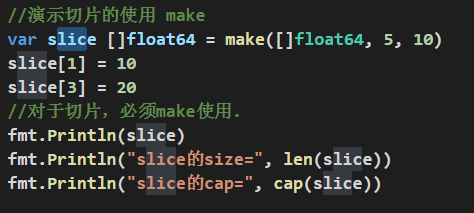 //演示切片的使用 make
var slice []float64 = make([]float64, 5, 10)
slice[1] = 10
slice[3] = 20
//对于切片，必须make使用.
fmt.Println(slice)
fmt.Println("slice的size=", len(slice))
fmt.Println("slice的cap=", cap(slice))